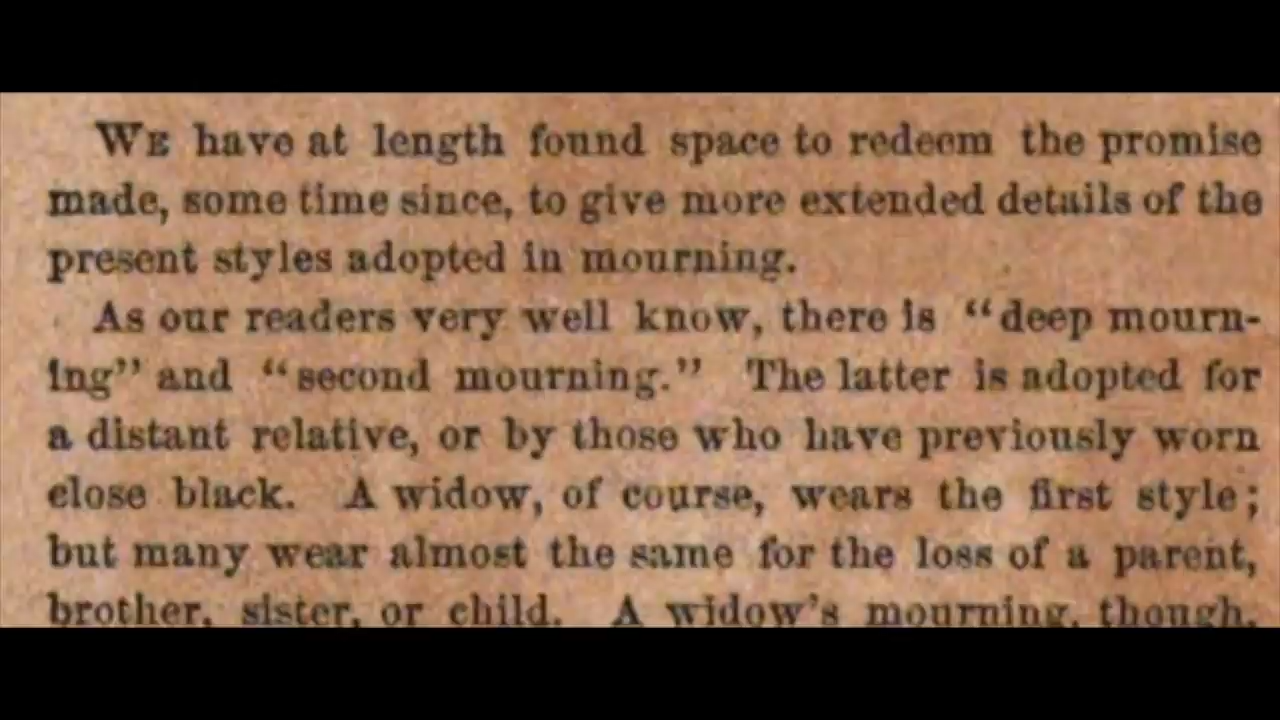 WE have at length found space to redeem the promise
made, some time since, to give more extended details of the
present styles adopted in mourning.
As our readers very well know, there is “deep mourn-
ing” and “second mourning.” The latter is adopted for
a distant relative, or by those who have previously worn
close black. A widow, of course, wears the first style;
but many wear almost the same for the loss of a parent,
brother, sister, or child. A widow’s mourning, though,